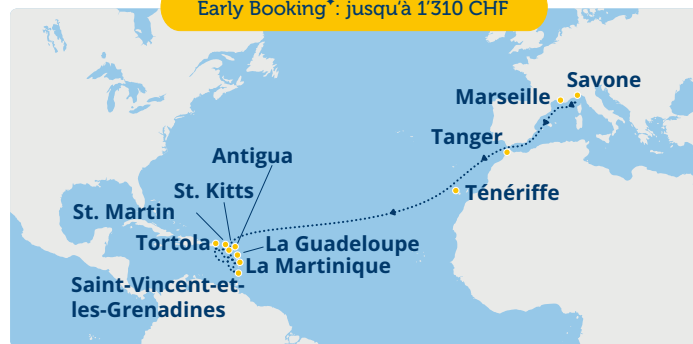 Early Booking✦: jusqu'à 1'310 CHF
Savone
Marseille
Tanger
Antigua
St. Kitts
Ténériffe
St. Martin
Tortola
La Guadeloupe
La Martinique
Saint-Vincent-et-
les-Grenadines